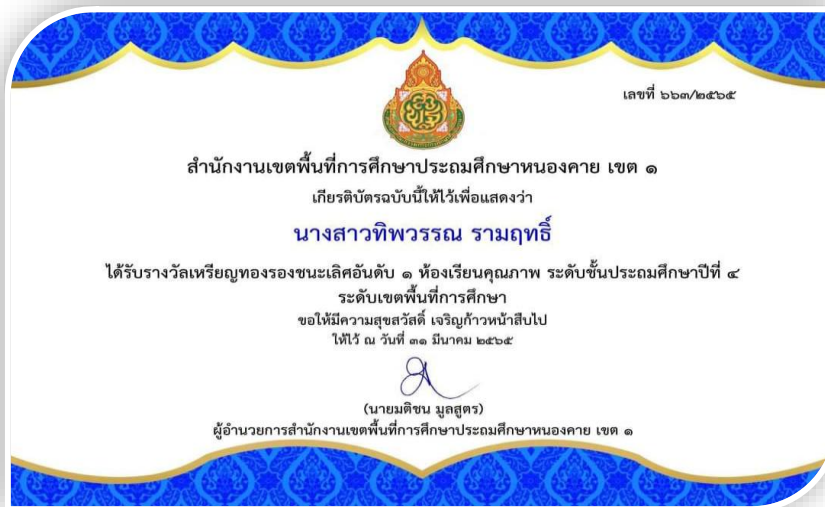 เลขที่ ๖๖๓/๒๕๖๕
สำนักงานเขตพื้นที่การศึกษาประถมศึกษาหนองคาย เขต ๑
เกียรติบัตรฉบับนี้ให้ไว้เพื่อแสดงว่า
นางสาวทิพวรรณ รามฤทธิ์
ได้รับรางวัลเหรียญทองรองชนะเลิศอันดับ ๑ ห้องเรียนคุณภาพ ระดับชั้นประถมศึกษาปีที่ ๔
ระดับเขตพื้นที่การศึกษา
ขอให้มีความสุขสวัสดิ์ เจริญก้าวหน้าสืบไป
ให้ไว้ ณ วันที่ ๓๑ มีนาคม ๒๕๖๕
(นายมติชน มูลสูตร)
ผู้อำนวยการสำนักงานเขตพื้นที่การศึกษาประถมศึกษาหนองคาย เขต ๑